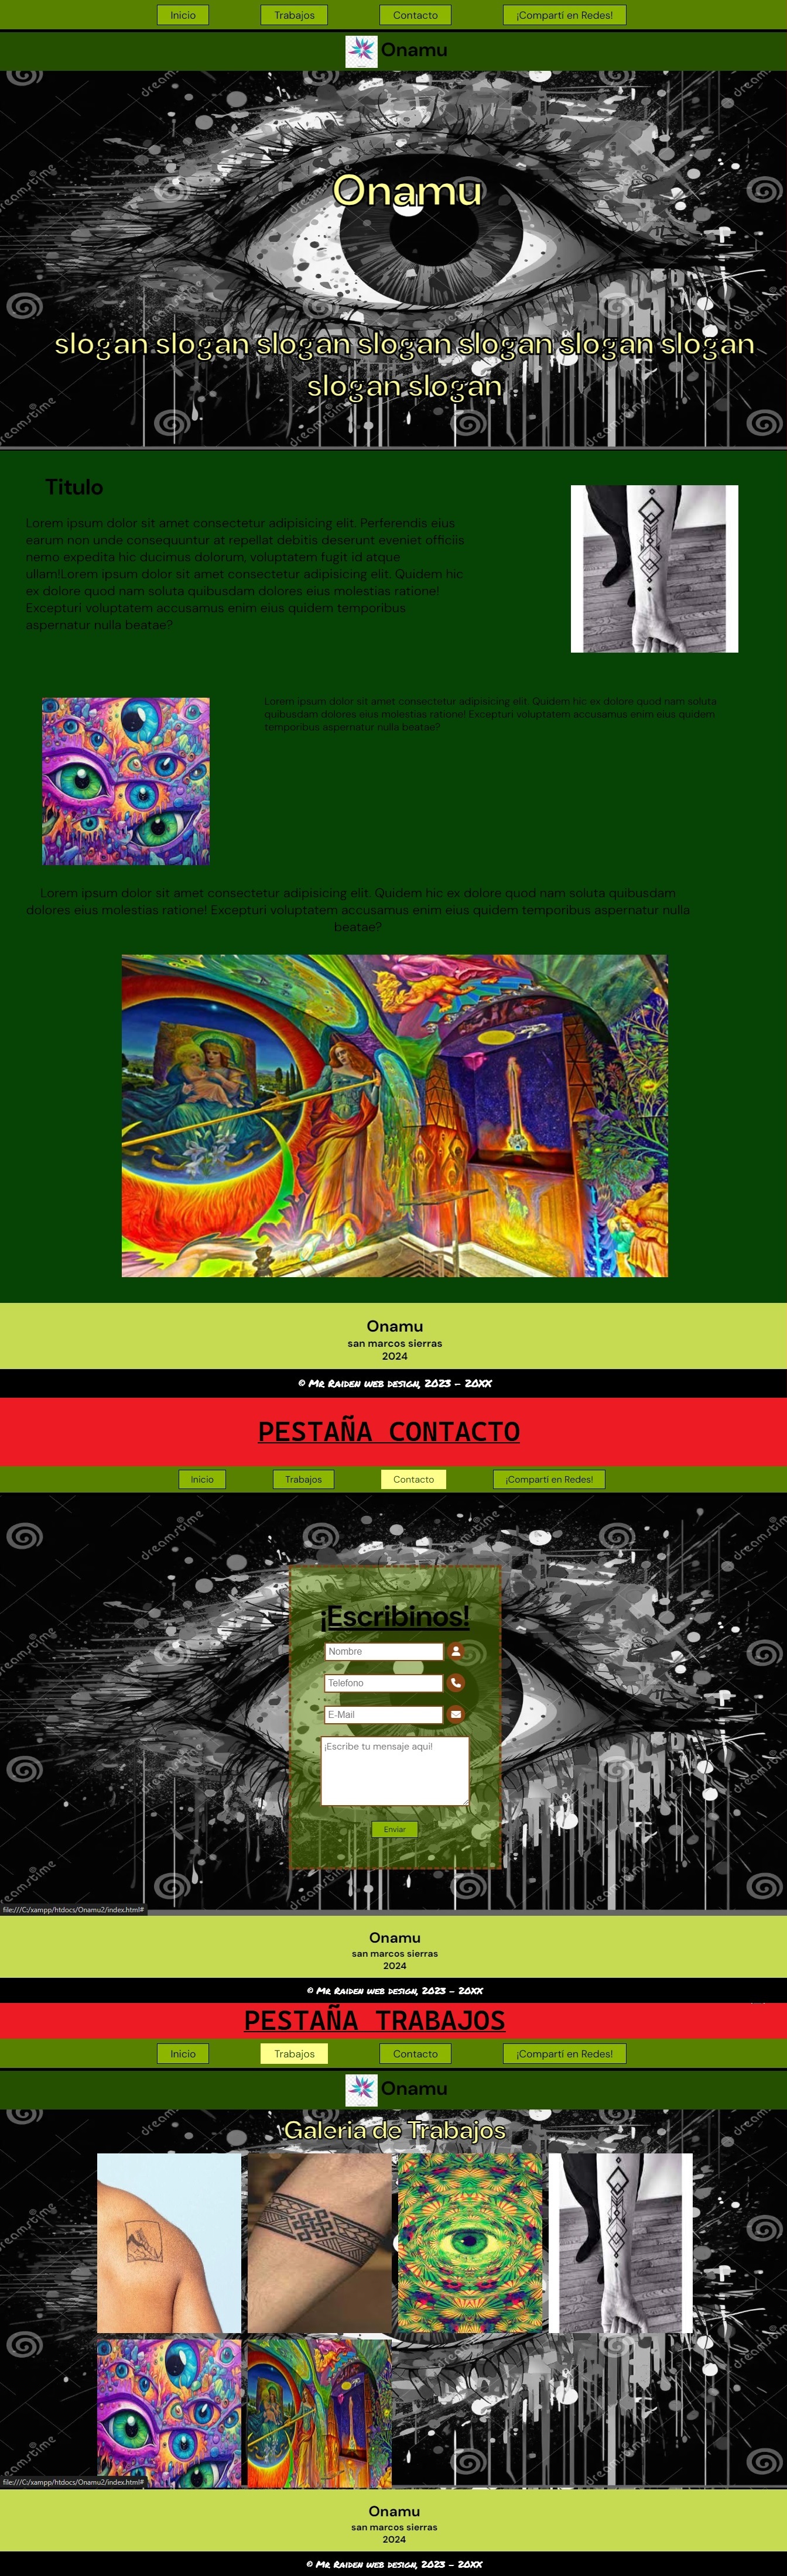 Inicio
Trabajos
Contacto
¡Compartí en Redes!
Onamu
dreamstime
Onamu
slogan slogan slogan slogan slogan slogan slogan
slogan slogan
Titulo
Lorem ipsum dolor sit amet consectetur adipisicing elit. Perferendis eius
earum non unde consequuntur at repellat debitis deserunt eveniet officiis
nemo expedita hic ducimus dolorum, voluptatem fugit id atque
ullam!Lorem ipsum dolor sit amet consectetur adipisicing elit. Quidem hic
ex dolore quod nam soluta quibusdam dolores eius molestias ratione!
Excepturi voluptatem accusamus enim eius quidem temporibus
aspernatur nulla beatae?
Lorem ipsum dolor sit amet consectetur adipisicing elit. Quidem hic ex dolore quod nam soluta
quibusdam dolores eius molestias ratione! Excepturi voluptatem accusamus enim eius quidem
temporibus aspernatur nulla beatae?
Lorem ipsum dolor sit amet consectetur adipisicing elit. Quidem hic ex dolore quod nam soluta quibusdam
dolores eius molestias ratione! Excepturi voluptatem accusamus enim eius quidem temporibus aspernatur nulla
beatae?
Onamu
san marcos sierras
2024
© Mr Raiden web design, 2023 - 20XX
PESTAÑA CONTACTO
Inicio
Trabajos
Contacto
¡Compartí en Redes!
¡Escribinos!
Nombre
Telefono
E-Mail
¡Escribe tu mensaje aqui!
Enviar
file:///C:/xampp/htdocs/Onamu2/index.html#
Onamu
san marcos sierras
2024
© Mr Raiden web design, 2023 - 20XX
PESTAÑA TRABAJOS
Inicio
Trabajos
Contacto
¡Compartí en Redes!
Onamu
Galeria de Trabajos
file:///C:/xampp/htdocs/Onamu2/index.html#
Onamu
san marcos sierras
2024
© Mr Raiden web design, 2023 - 20XX